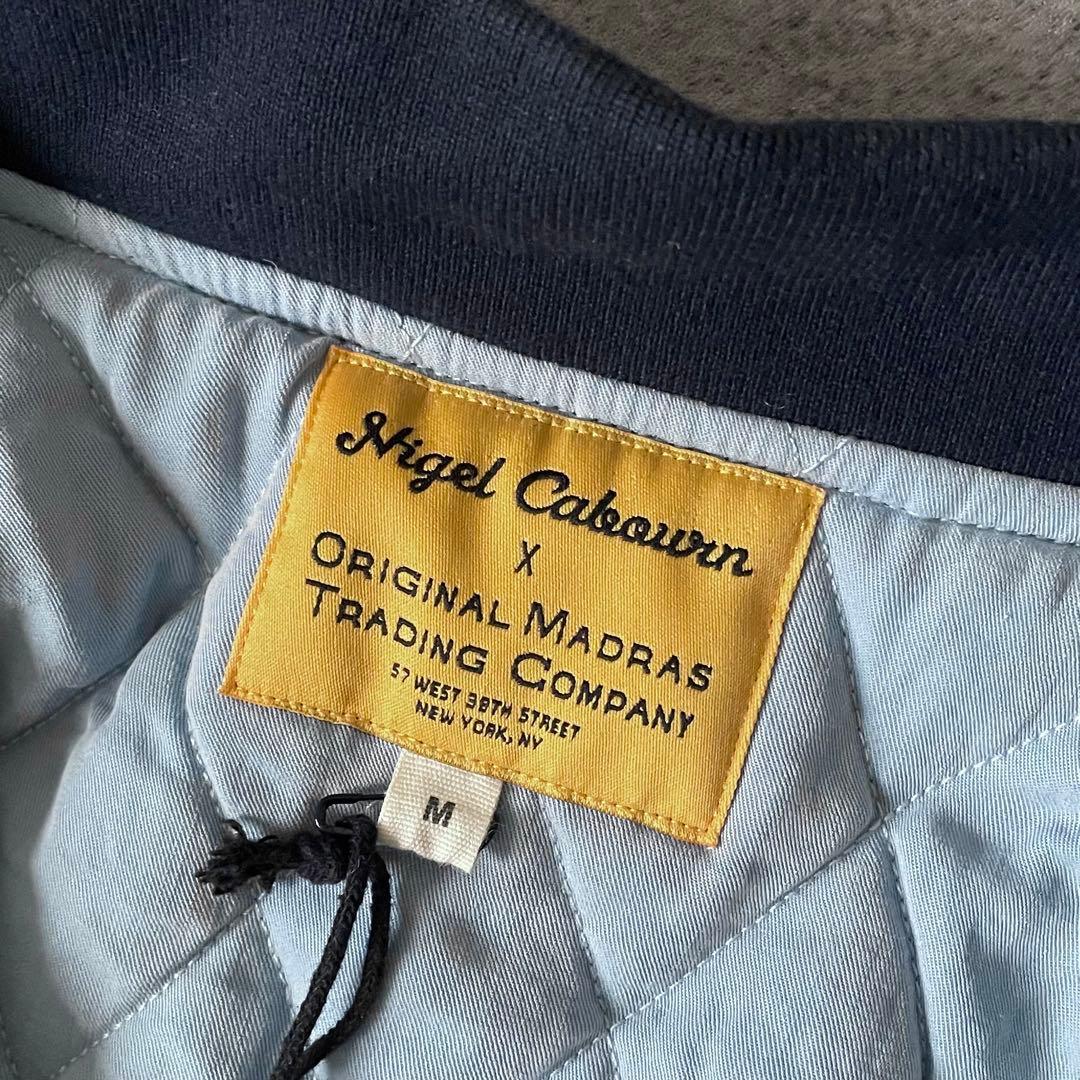 Nigel Cabourn
X
ORIGINAL MADRAS
TRADING COMPANY
57 WEST 38TH STREET
NEW YORK, NY
M